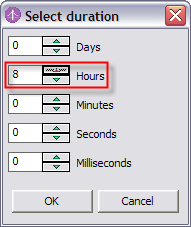 Select duration
0 Days
8 Hours
0 Minutes
0 Seconds
0 Milliseconds
OK Cancel